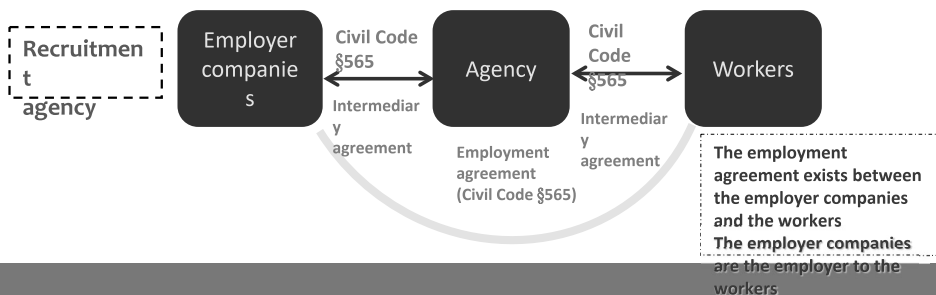 Recruitmen
t
agency
Employer
companie
s
Civil Code
§565
Intermediar
y
agreement
Agency
Employment
agreement
(Civil Code §565)
Civil
Code
§565
Intermediar
y
agreement
Workers
The employment
agreement exists between
the employer companies
and the workers
The employer companies
are the employer to the
workers